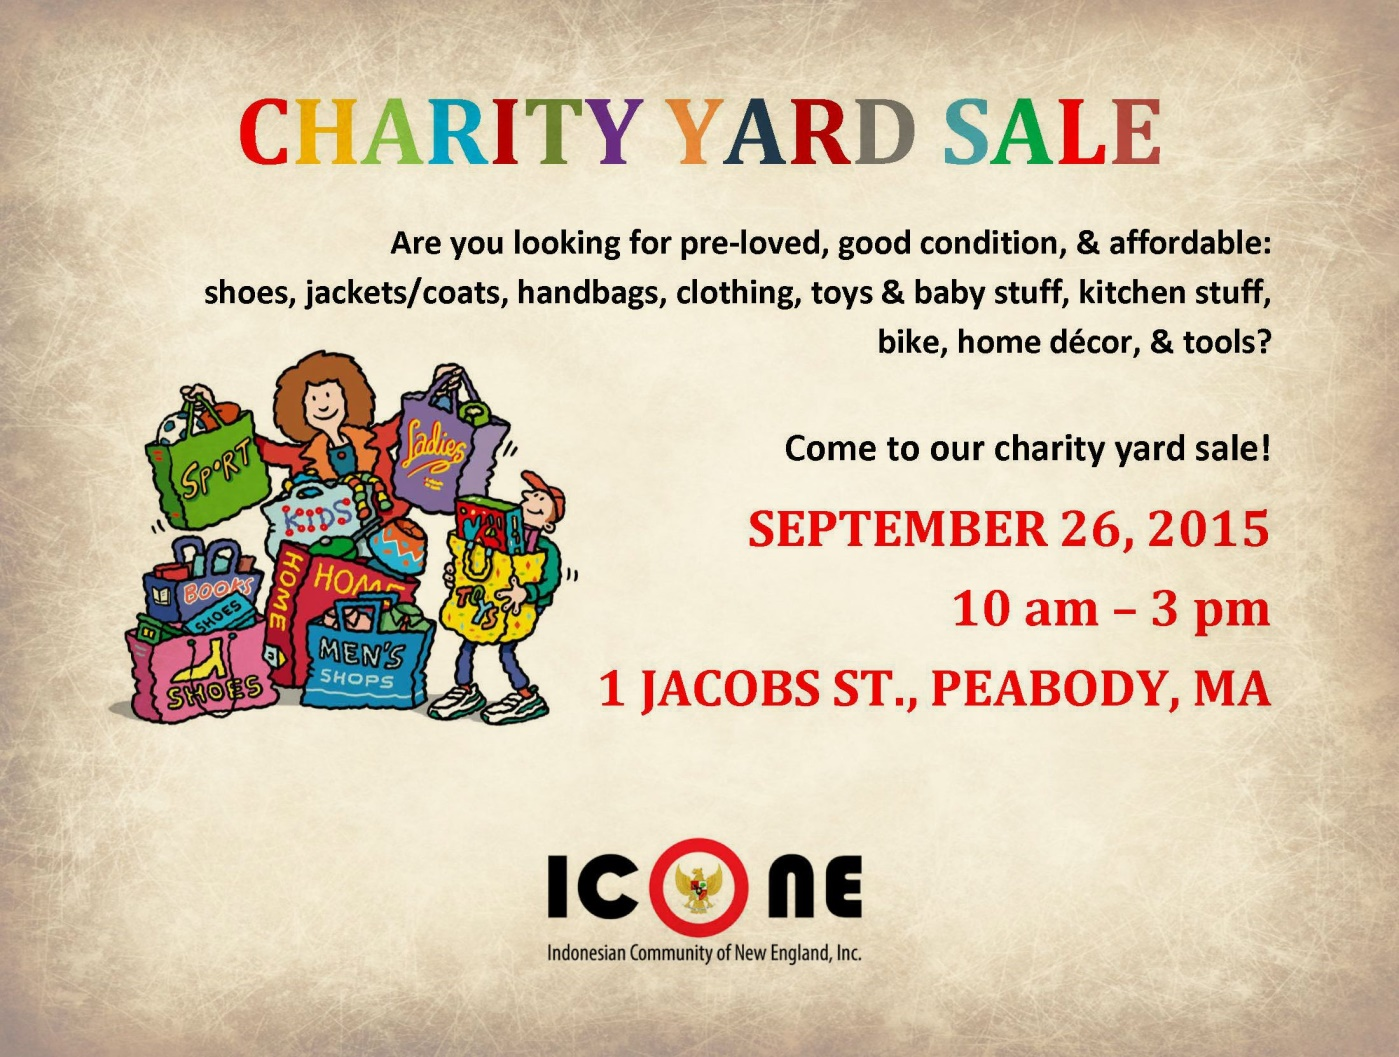 CHARITY YARD SALE
Are you looking for pre-loved, good condition, & affordable:
shoes, jackets/coats, handbags, clothing, toys & baby stuff, kitchen stuff,
bike, home décor, & tools?
Come to our charity yard sale!
SEPTEMBER 26, 2015
10 am – 3 pm
1 JACOBS ST., PEABODY, MA
SPORT
Ladies
KIDS
HOME
HOME
BOOKS
SHOES
TOYS
MEN'S
SHOPS
SHOES
ICONE
Indonesian Community of New England, Inc.